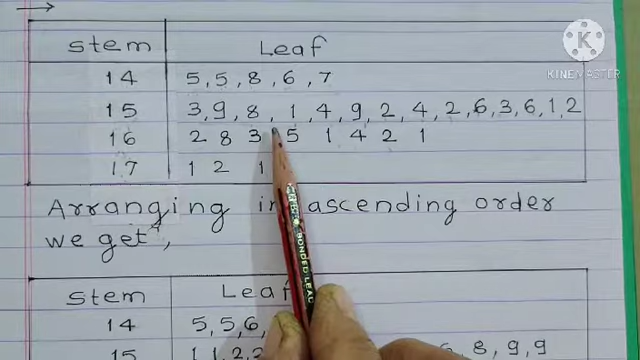 Stem Leaf
14 5,5,8,6,7
15 3,9,8,1,4,9,2,4,2,6,3,6,1,2
16 2 8 3 5 1 4 2 1
17 1 2 1
Arranging in ascending order
we get,
Stem Leaf
14 5,5,6,
15 1,1,2,2 8,9,9
KINEMASTER
BONDED LEAD